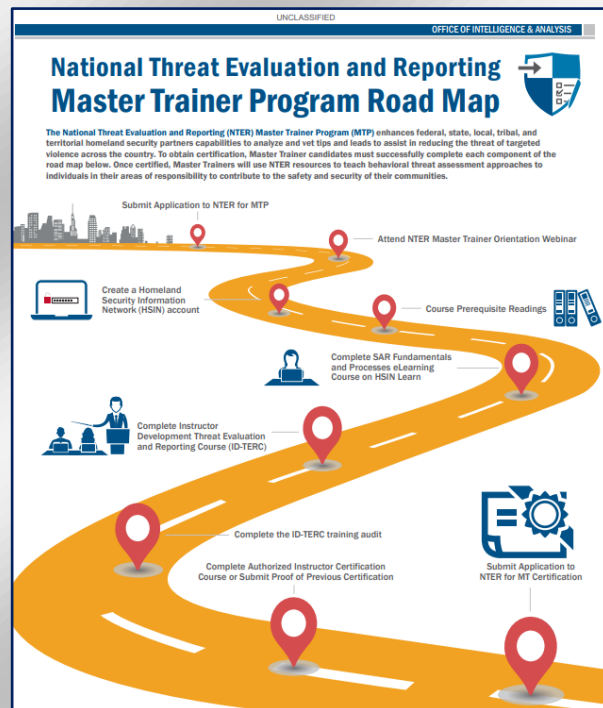 UNCLASSIFIED
OFFICE OF INTELLIGENCE & ANALYSIS
National Threat Evaluation and Reporting
Master Trainer Program Road Map
The National Threat Evaluation and Reporting (NTER) Master Trainer Program (MTP) enhances federal, state, local, tribal, and
territorial homeland security partners capabilities to analyze and vet tips and leads to assist in reducing the threat of targeted
violence across the country. To obtain certification, Master Trainer candidates must successfully complete each component of the
road map below. Once certified, Master Trainers will use NTER resources to teach behavioral threat assessment approaches to
individuals in their areas of responsibility to contribute to the safety and security of their communities.
Submit Application to NTER for MTP
Attend NTER Master Trainer Orientation Webinar
Create a Homeland
Security Information
Network (HSIN) account
Course Prerequisite Readings
Complete SAR Fundamentals
and Processes eLearning
Course on HSIN Learn
Complete Instructor
Development Threat Evaluation
and Reporting Course (ID-TERC)
Complete the ID-TERC training audit
Complete Authorized Instructor Certification
Course or Submit Proof of Previous Certification
Submit Application to
NTER for MT Certification